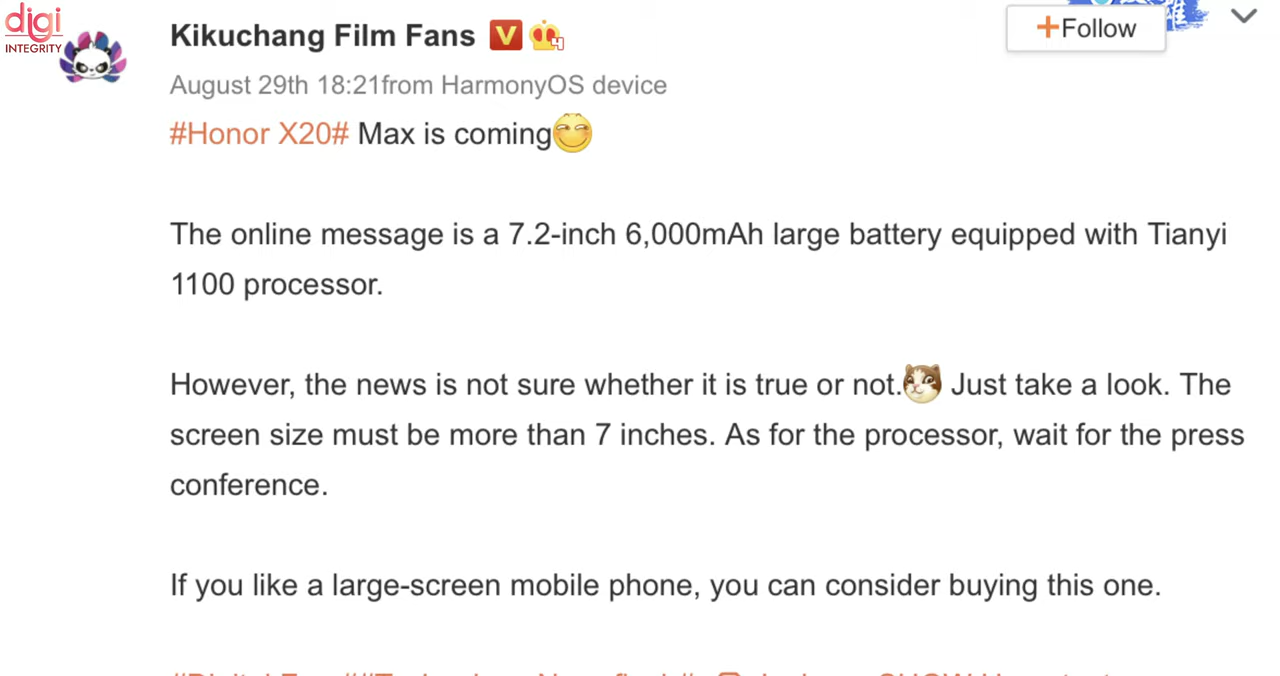 digi
INTEGRITY
Kikuchang Film Fans V 4
+Follow
August 29th 18:21from HarmonyOS device
#Honor X20# Max is coming
The online message is a 7.2-inch 6,000mAh large battery equipped with Tianyi
1100 processor.
However, the news is not sure whether it is true or not. Just take a look. The
screen size must be more than 7 inches. As for the processor, wait for the press
conference.
If you like a large-screen mobile phone, you can consider buying this one.